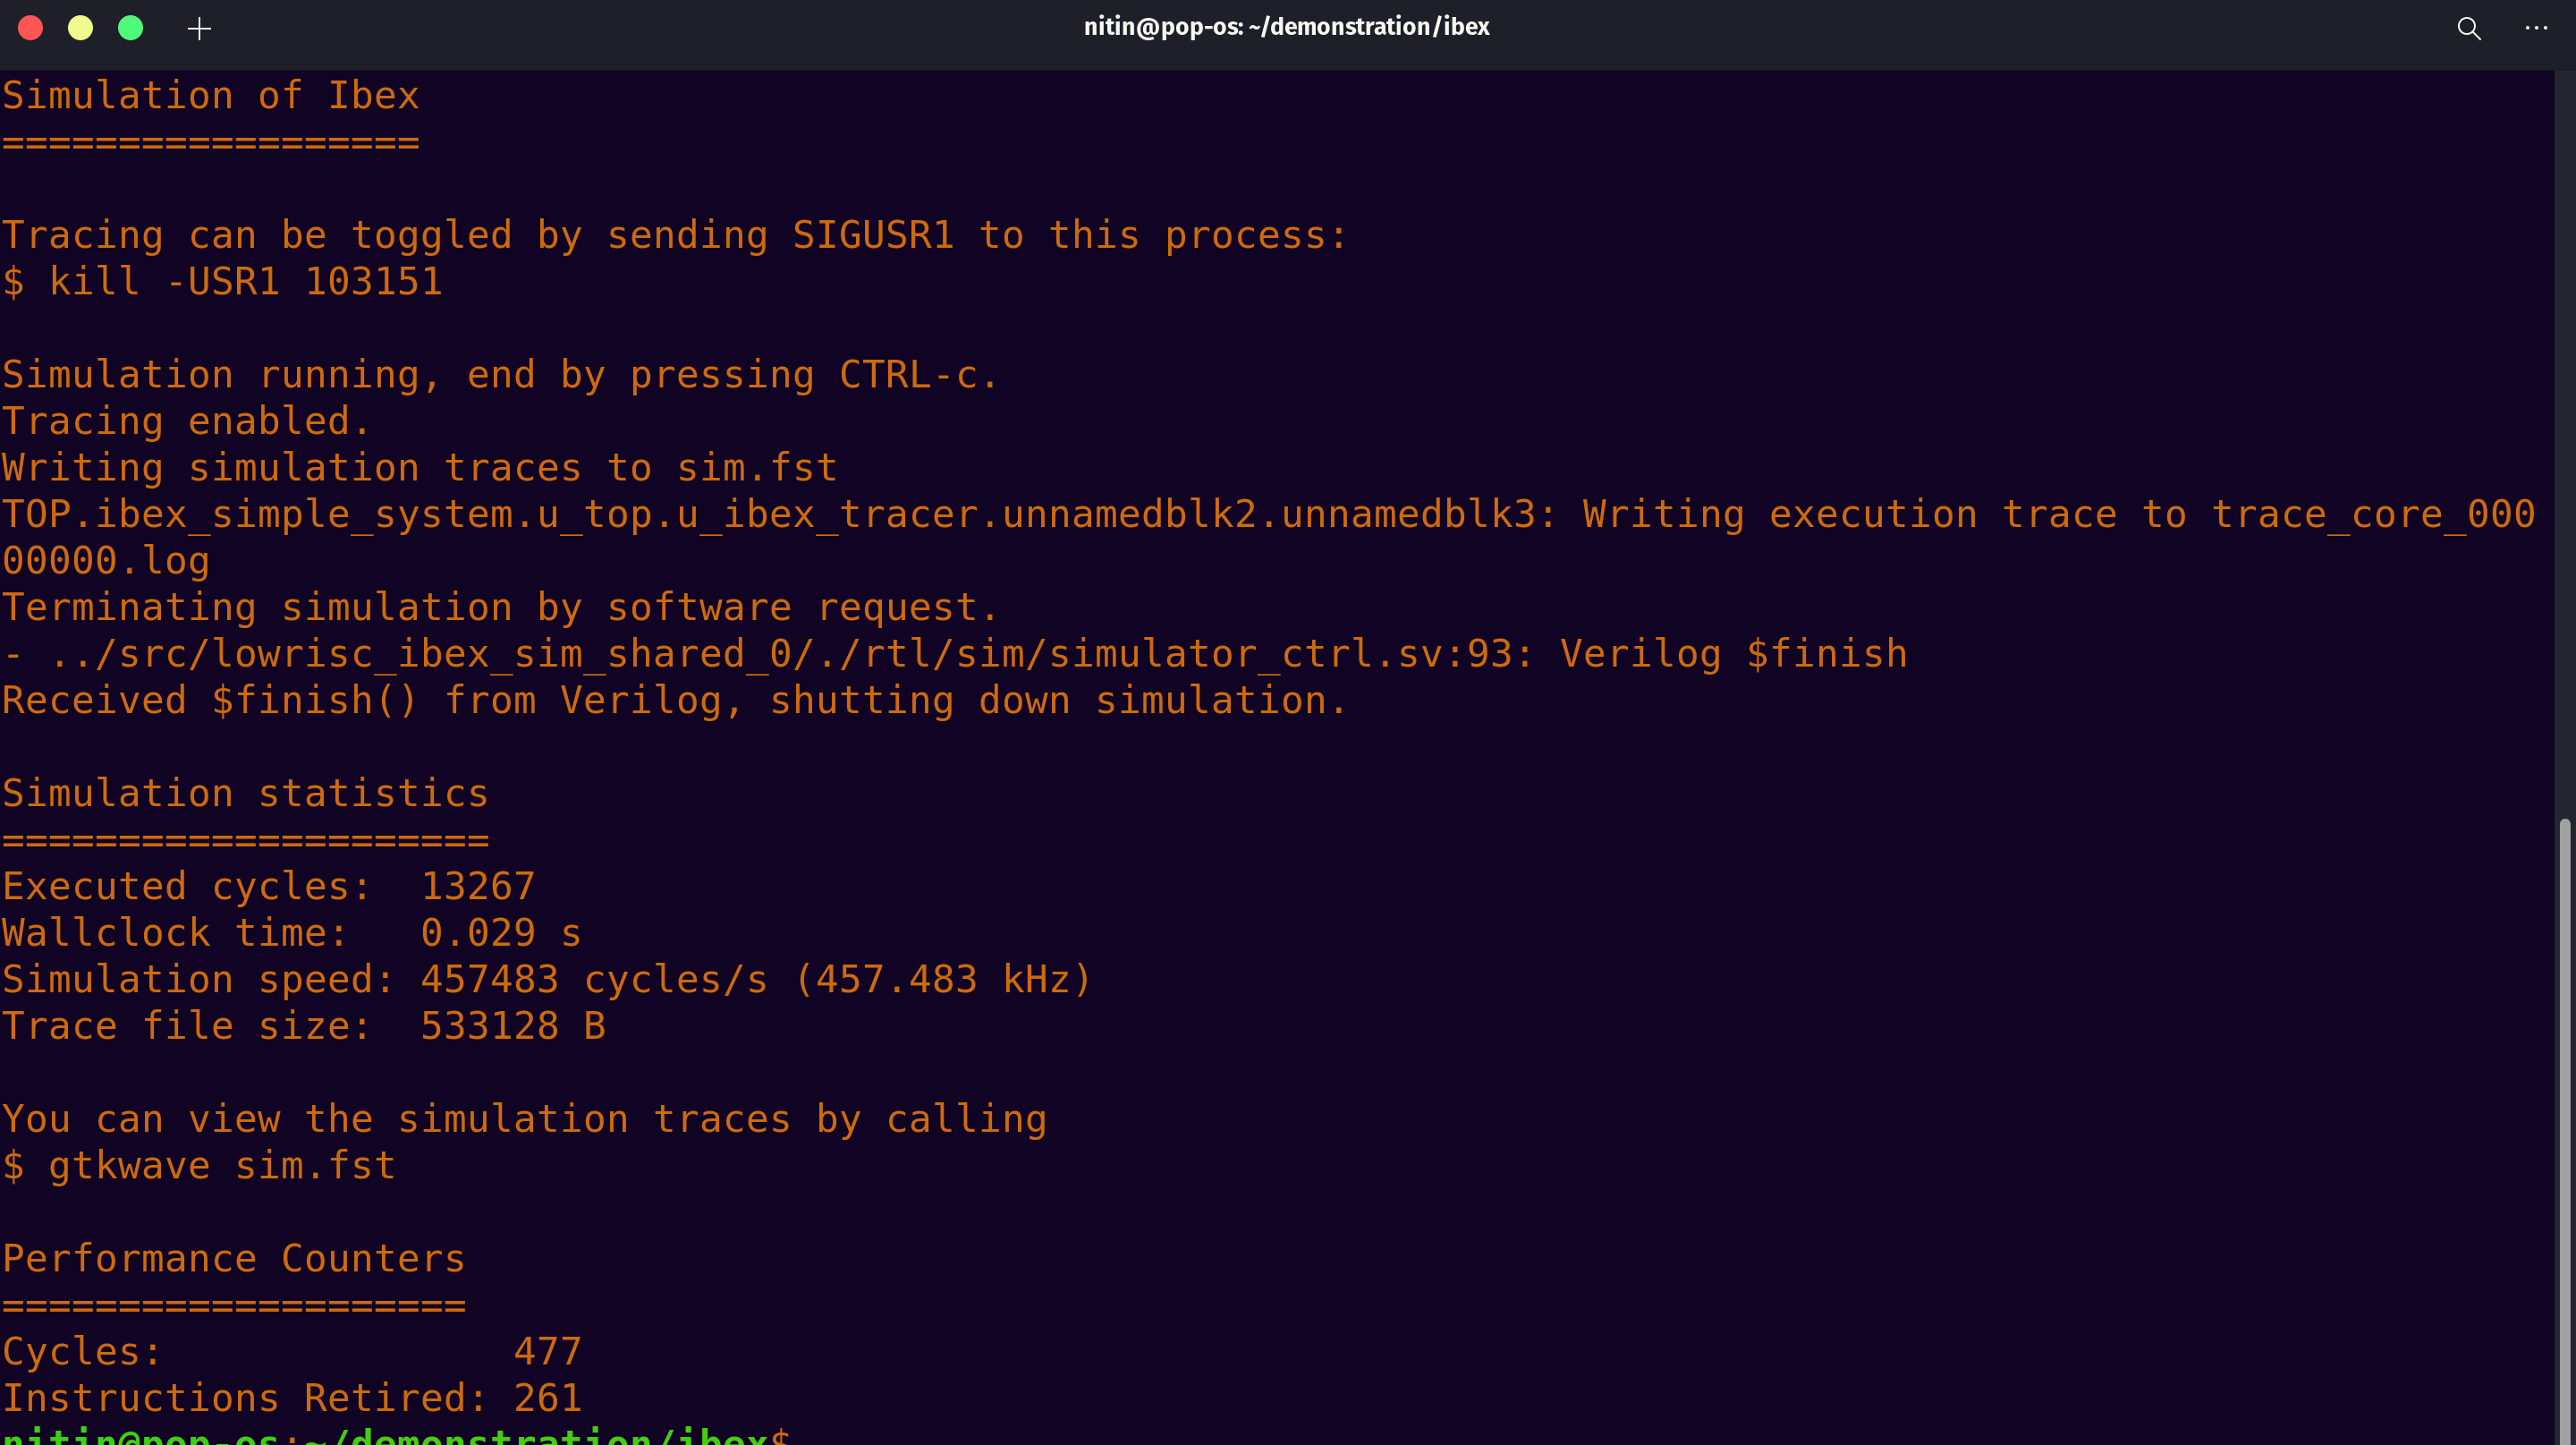 nitin@pop-os: ~/demonstration/ibex
Simulation of Ibex
==================
Tracing can be toggled by sending SIGUSR1 to this process:
$ kill -USR1 103151
Simulation running, end by pressing CTRL-c.
Tracing enabled.
Writing simulation traces to sim.fst
TOP.ibex_simple_system.u_top.u_ibex_tracer.unnamedblk2.unnamedblk3: Writing execution trace to trace_core_000
00000.log
Terminating simulation by software request.
- ../src/lowrisc_ibex_sim_shared_0/./rtl/sim/simulator_ctrl.sv:93: Verilog $finish
Received $finish() from Verilog, shutting down simulation.
Simulation statistics
=====================
Executed cycles:  13267
Wallclock time:   0.029 s
Simulation speed: 457483 cycles/s (457.483 kHz)
Trace file size:  533128 B
You can view the simulation traces by calling
$ gtkwave sim.fst
Performance Counters
====================
Cycles:               477
Instructions Retired: 261
nitin@pop-os:~/demonstration/ibex$